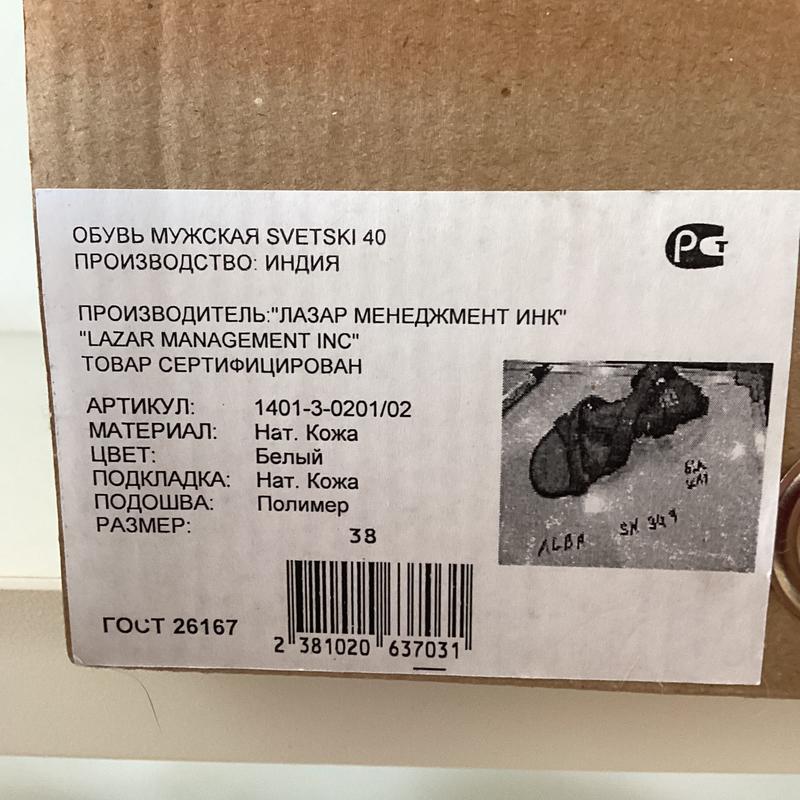 ОБУВЬ МУЖСКАЯ SVETSKI 40
ПРОИЗВОДСТВО: ИНДИЯ
РСТ
ПРОИЗВОДИТЕЛЬ:"ЛАЗАР МЕНЕДЖМЕНТ ИНК"
"LAZAR MANAGEMENT INC"
ТОВАР СЕРТИФИЦИРОВАН
АРТИКУЛ: 1401-3-0201/02
МАТЕРИАЛ: Нат. Кожа
ЦВЕТ: Белый
ПОДКЛАДКА: Нат. Кожа
ПОДОШВА: Полимер
РАЗМЕР: 38
ALBA SN 349
ГОСТ 26167
2 381020 637031